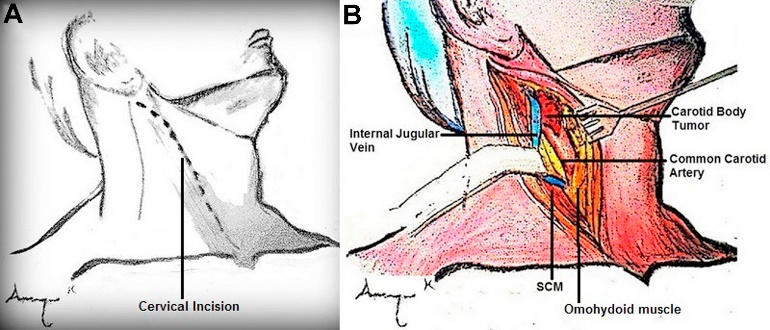 A
Cervical Incision
B
Internal Jugular
Vein
Carotid Body
Tumor
Common Carotid
Artery
SCM
Omohydoid muscle